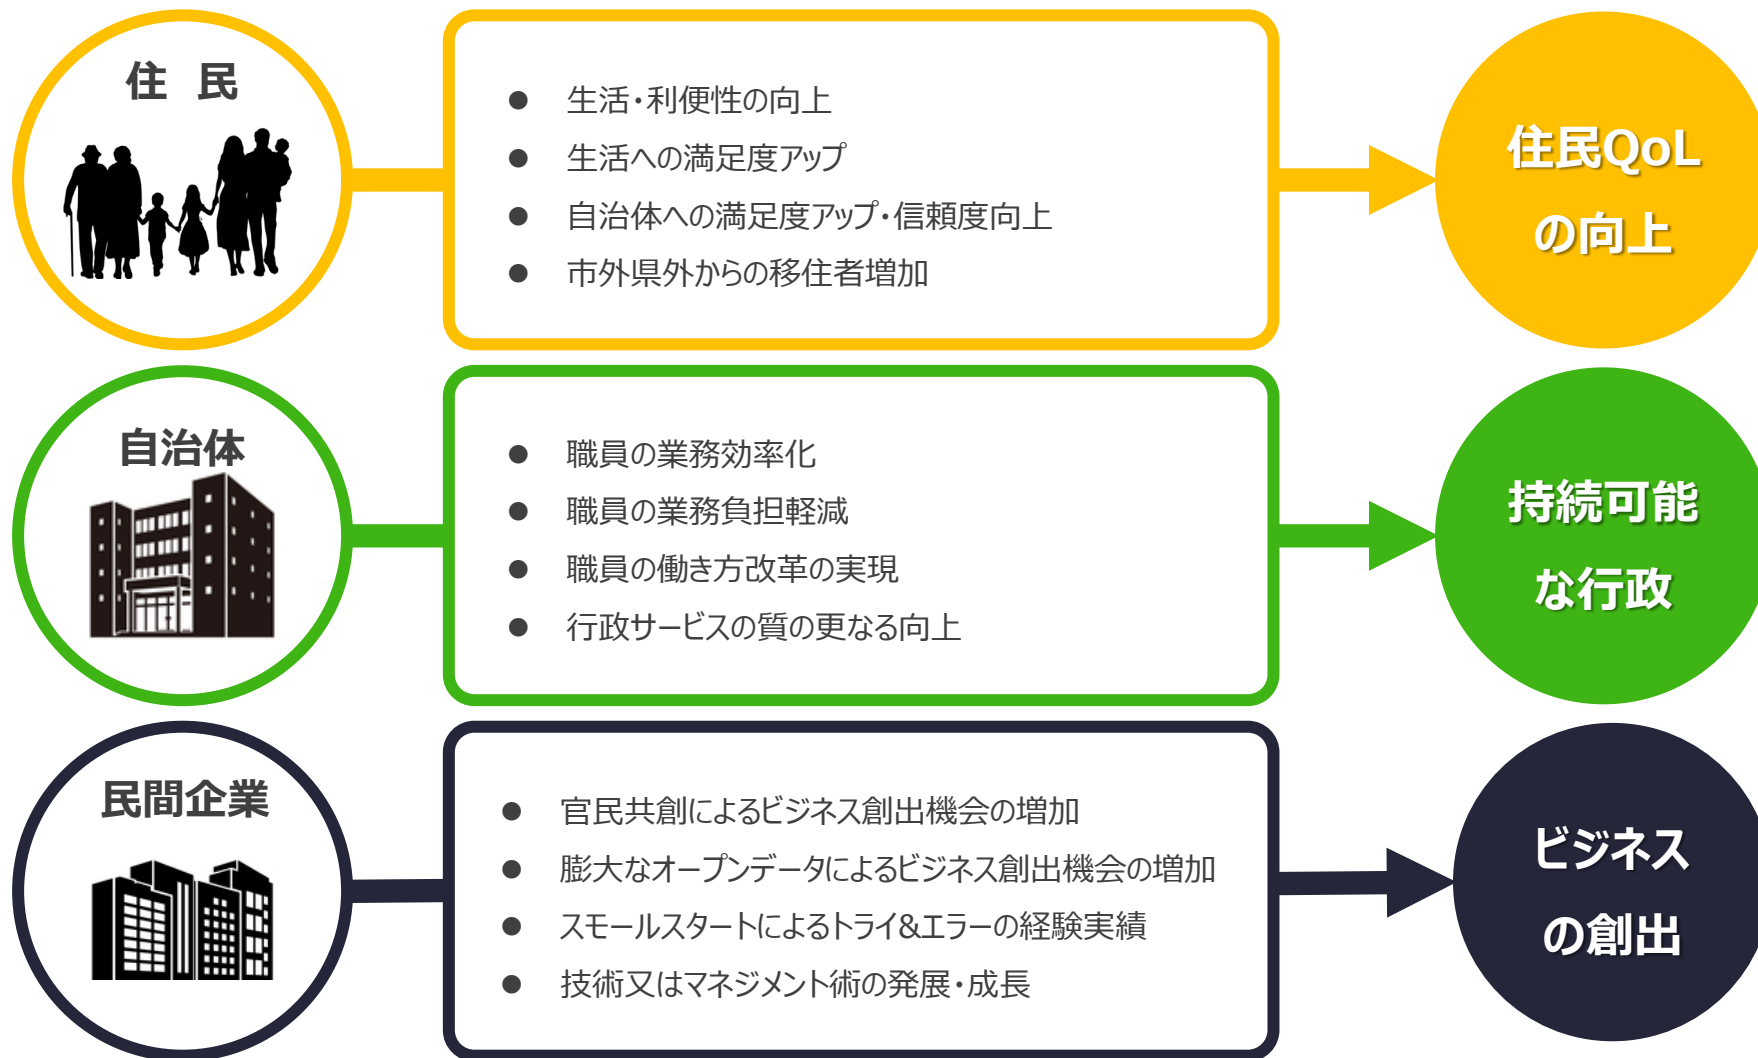 住 民
● 生活・利便性の向上
● 生活への満足度アップ
● 自治体への満足度アップ・信頼度向上
● 市外県外からの移住者増加
住民QoL
の向上
自治体
● 職員の業務効率化
● 職員の業務負担軽減
● 職員の働き方改革の実現
● 行政サービスの質の更なる向上
持続可能
な行政
民間企業
● 官民共創によるビジネス創出機会の増加
● 膨大なオープンデータによるビジネス創出機会の増加
● スモールスタートによるトライ&エラーの経験実績
● 技術又はマネジメント術の発展・成長
ビジネス
の創出